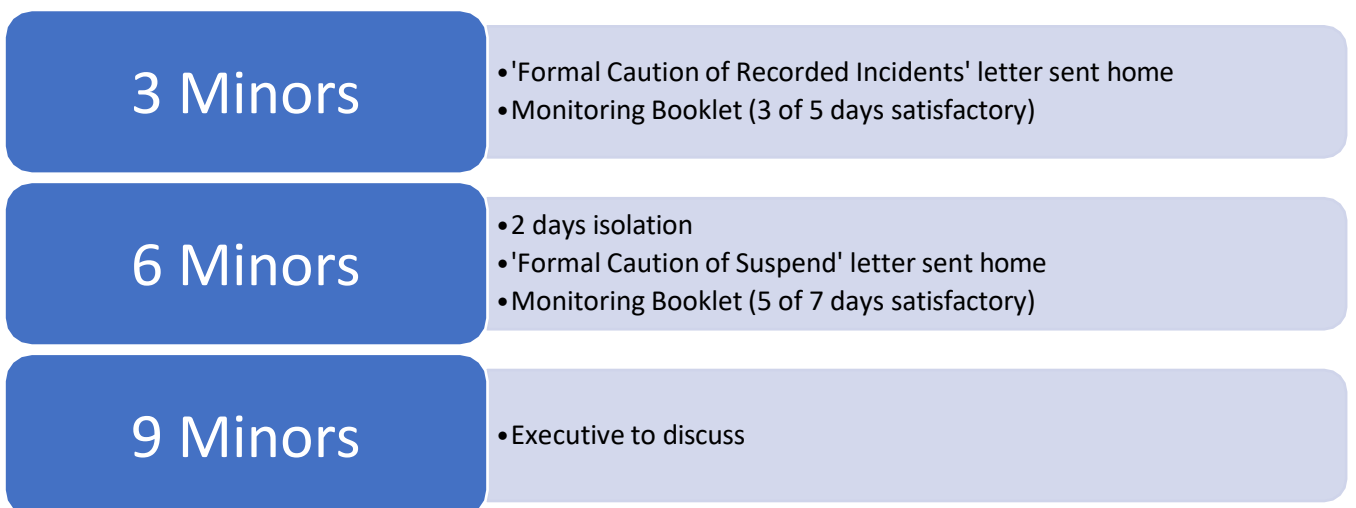 3 Minors
•'Formal Caution of Recorded Incidents' letter sent home
•Monitoring Booklet (3 of 5 days satisfactory)
6 Minors
•2 days isolation
•'Formal Caution of Suspend' letter sent home
•Monitoring Booklet (5 of 7 days satisfactory)
9 Minors
•Executive to discuss